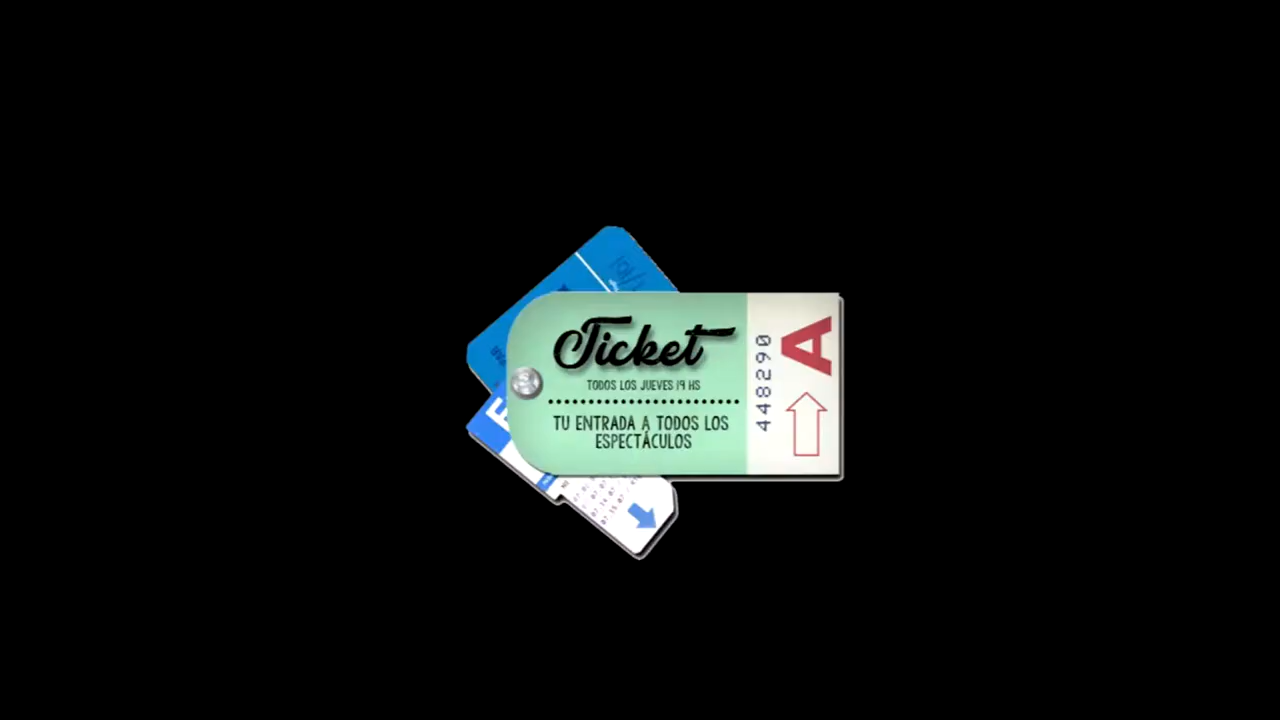 Ticket
TODOS LOS JUEVES 19 HS
TU ENTRADA A TODOS LOS
ESPECTÁCULOS
448290
A